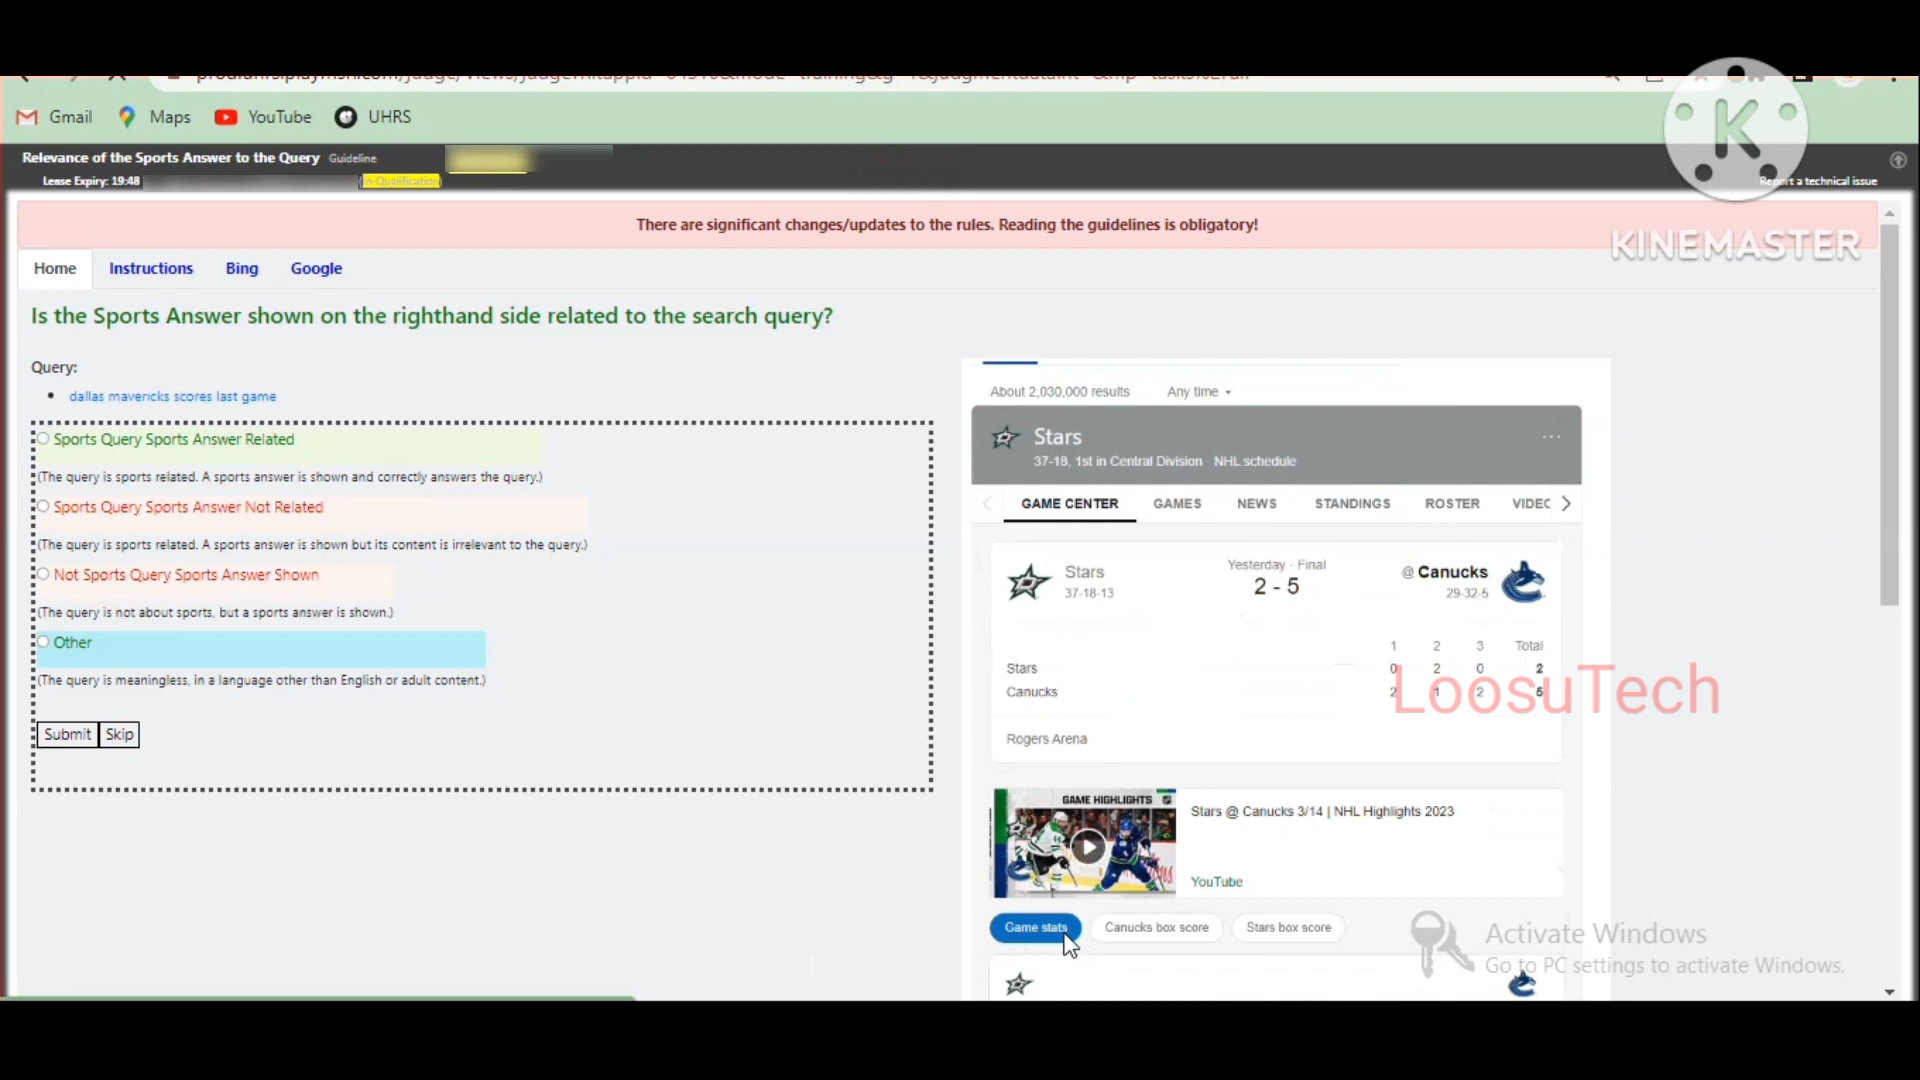 Gmail Maps YouTube UHRS
Relevance of the Sports Answer to the Query Guideline
Lease Expiry: 19:48 In-Qualification
Report a technical issue
K
KINEMASTER
There are significant changes/updates to the rules. Reading the guidelines is obligatory!
Home Instructions Bing Google
Is the Sports Answer shown on the righthand side related to the search query?
Query:
dallas mavericks scores last game
Sports Query Sports Answer Related
(The query is sports related. A sports answer is shown and correctly answers the query.)
Sports Query Sports Answer Not Related
(The query is sports related. A sports answer is shown but its content is irrelevant to the query.)
Not Sports Query Sports Answer Shown
(The query is not about sports, but a sports answer is shown.)
Other
(The query is meaningless, in a language other than English or adult content.)
Submit Skip
About 2,030,000 results Any time
Stars
37-18, 1st in Central Division · NHL schedule
GAME CENTER GAMES NEWS STANDINGS ROSTER VIDEC
Stars Yesterday · Final @ Canucks
37-18-13 2 - 5 29-32-5
1 2 3 Total
Stars 0 2 0 2
Canucks 2 1 2 5
LoosuTech
Rogers Arena
GAME HIGHLIGHTS
Stars @ Canucks 3/14 | NHL Highlights 2023
YouTube
Game stats Canucks box score Stars box score
Activate Windows
Go to PC settings to activate Windows.